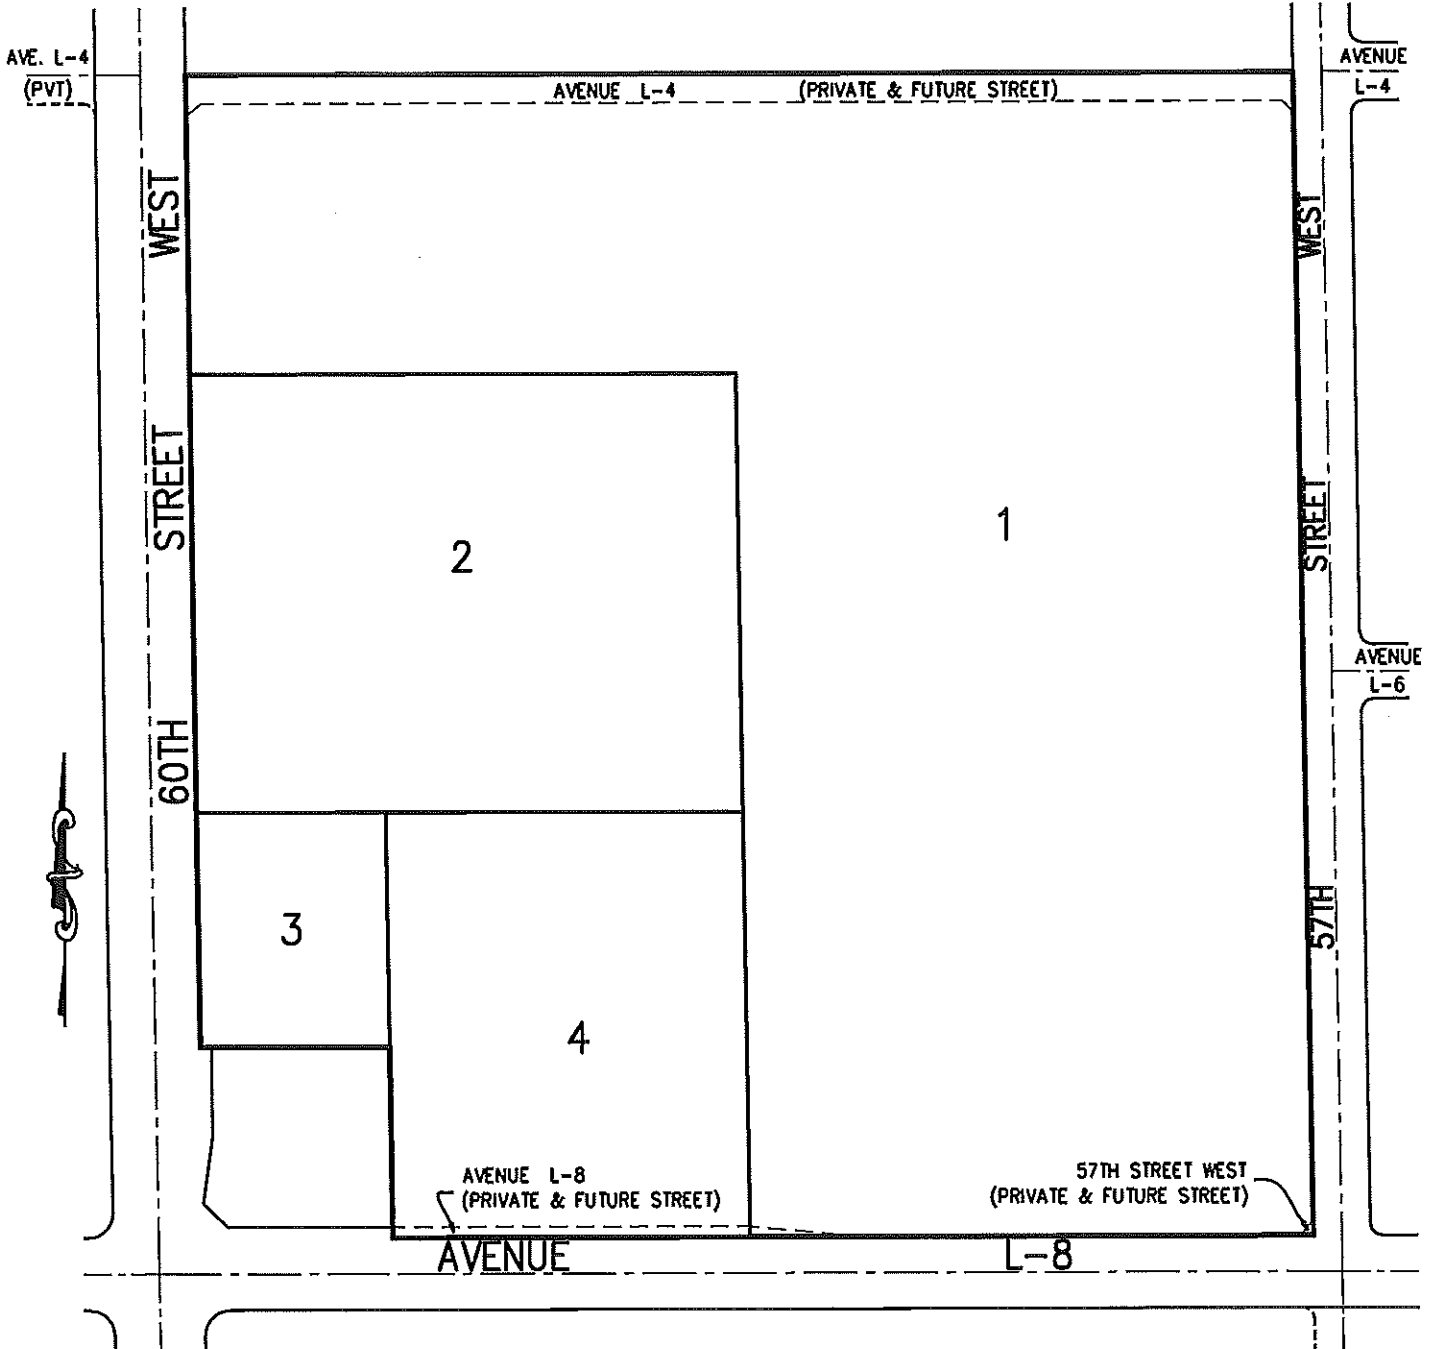 AVE. L-4
(PVT)
AVENUE L-4 (PRIVATE & FUTURE STREET)
AVENUE
L-4
60TH STREET WEST
57TH STREET WEST
2
1
AVENUE
L-6
3
4
AVENUE L-8
(PRIVATE & FUTURE STREET)
57TH STREET WEST
(PRIVATE & FUTURE STREET)
AVENUE L-8